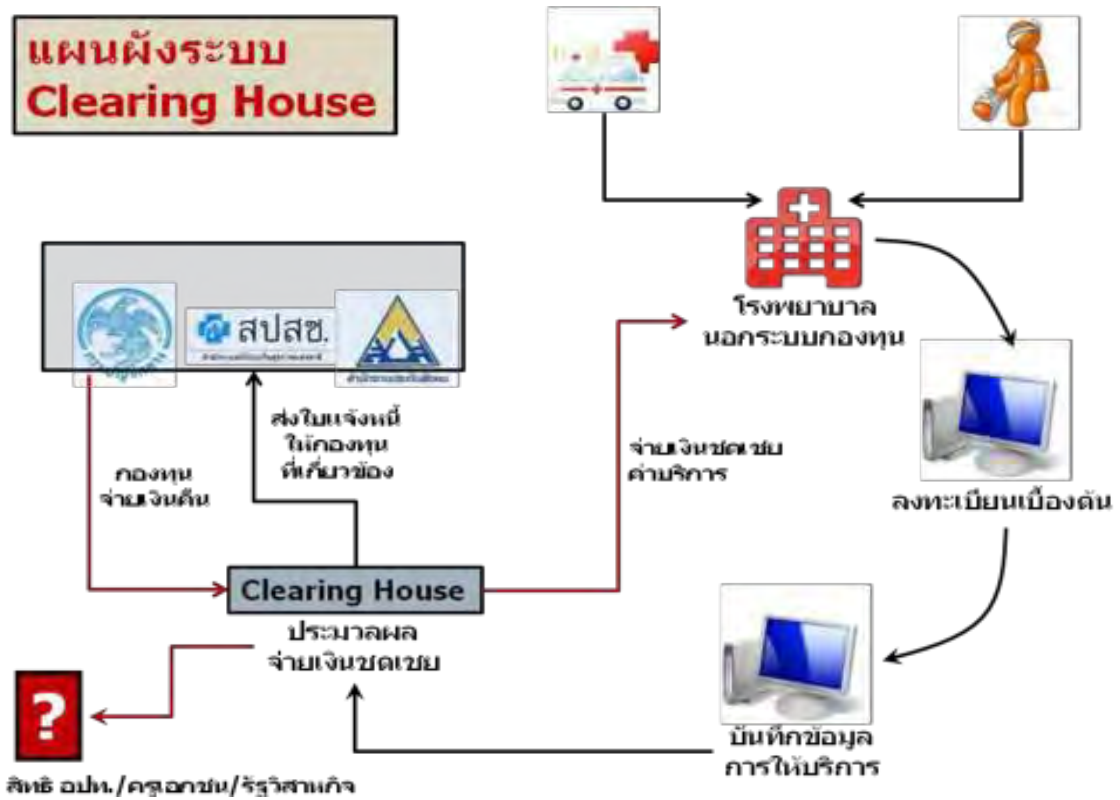 แผนผังระบบ
Clearing House
โรงพยาบาล
นอกระบบกองทุน
สปสช.
ส่งใบแจ้งหนี้
ให้กองทุน
ที่เกี่ยวข้อง
กองทุน
จ่ายเงินคืน
จ่ายเงินชดเชย
ค่าบริการ
ลงทะเบียนเบื้องต้น
Clearing House
ประมวลผล
จ่ายเงินชดเชย
?
บันทึกข้อมูล
การให้บริการ
สิทธิ อปท./ครูเอกชน/รัฐวิสาหกิจ